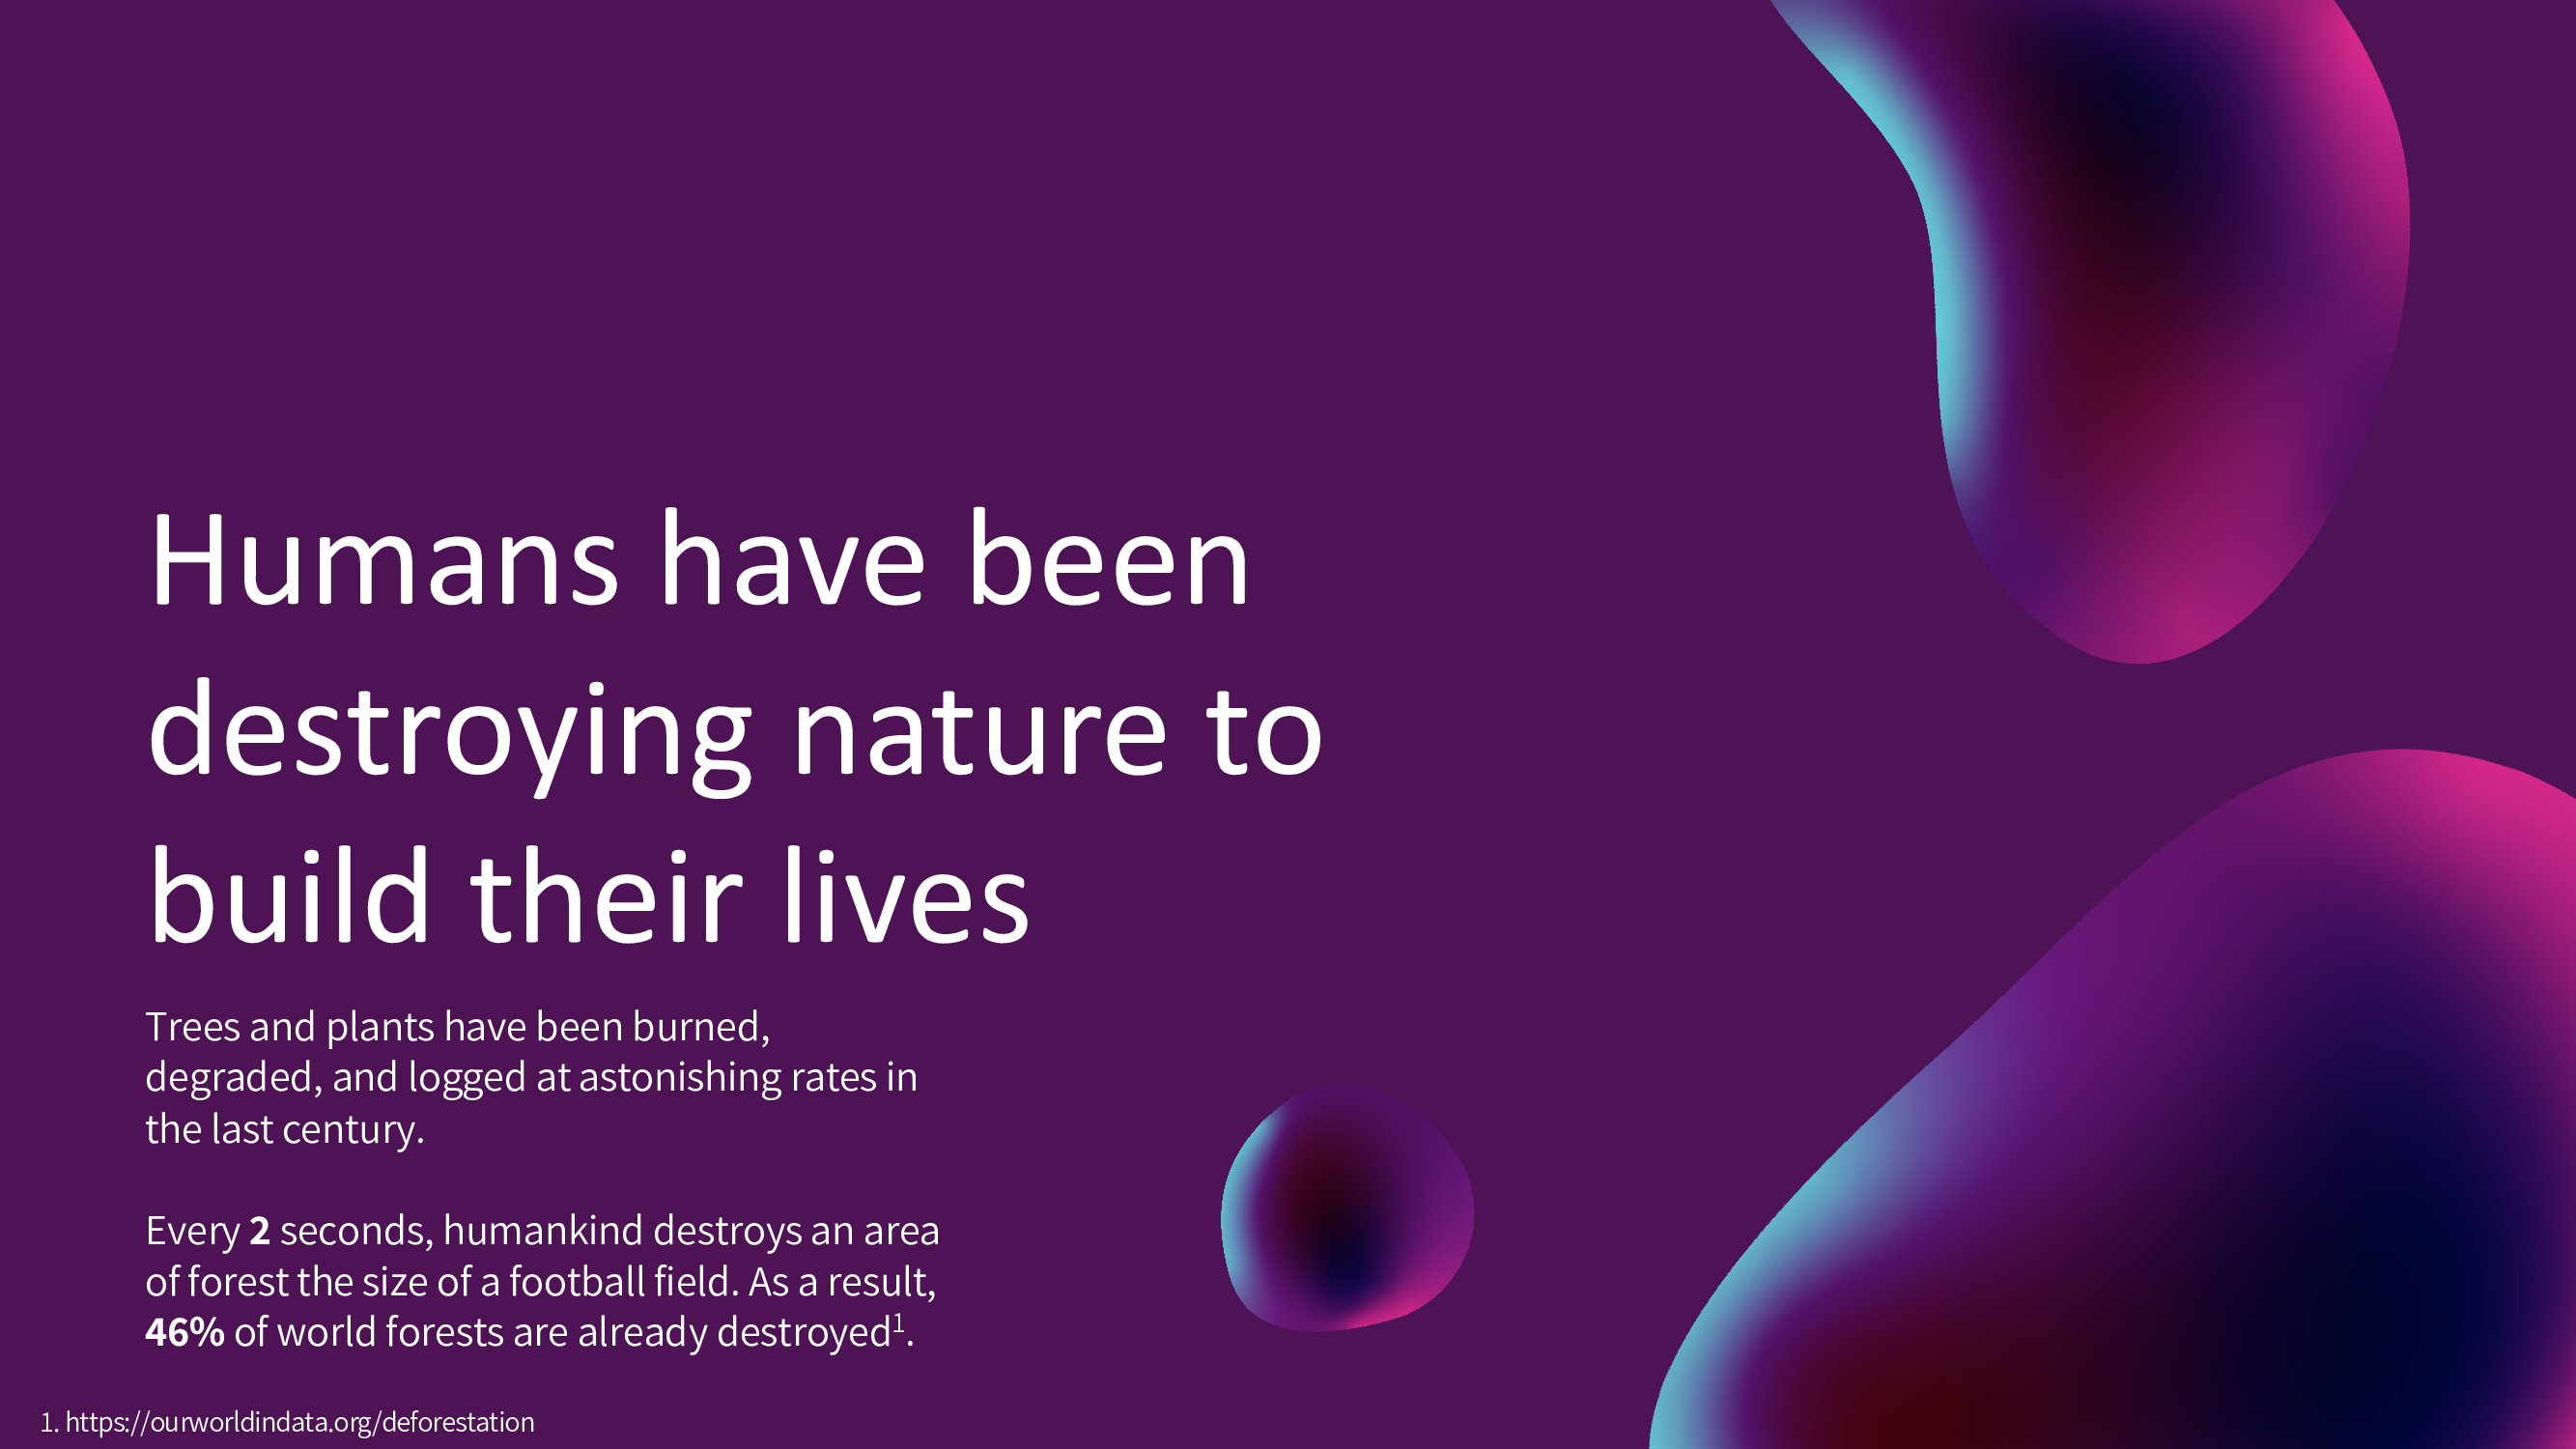 Humans have been
destroying nature to
build their lives
Trees and plants have been burned,
degraded, and logged at astonishing rates in
the last century.
Every 2 seconds, humankind destroys an area
of forest the size of a football field. As a result,
46% of world forests are already destroyed¹.
1. https://ourworldindata.org/deforestation